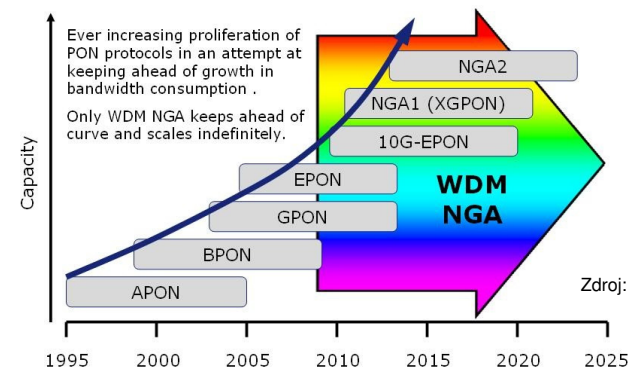 Ever increasing proliferation of
PON protocols in an attempt at
keeping ahead of growth in
bandwidth consumption .
Only WDM NGA keeps ahead of
curve and scales indefinitely.
Capacity
NGA2
NGA1 (XGPON)
10G-EPON
EPON
GPON
BPON
APON
WDM
NGA
Zdroj:
1995 2000 2005 2010 2015 2020 2025